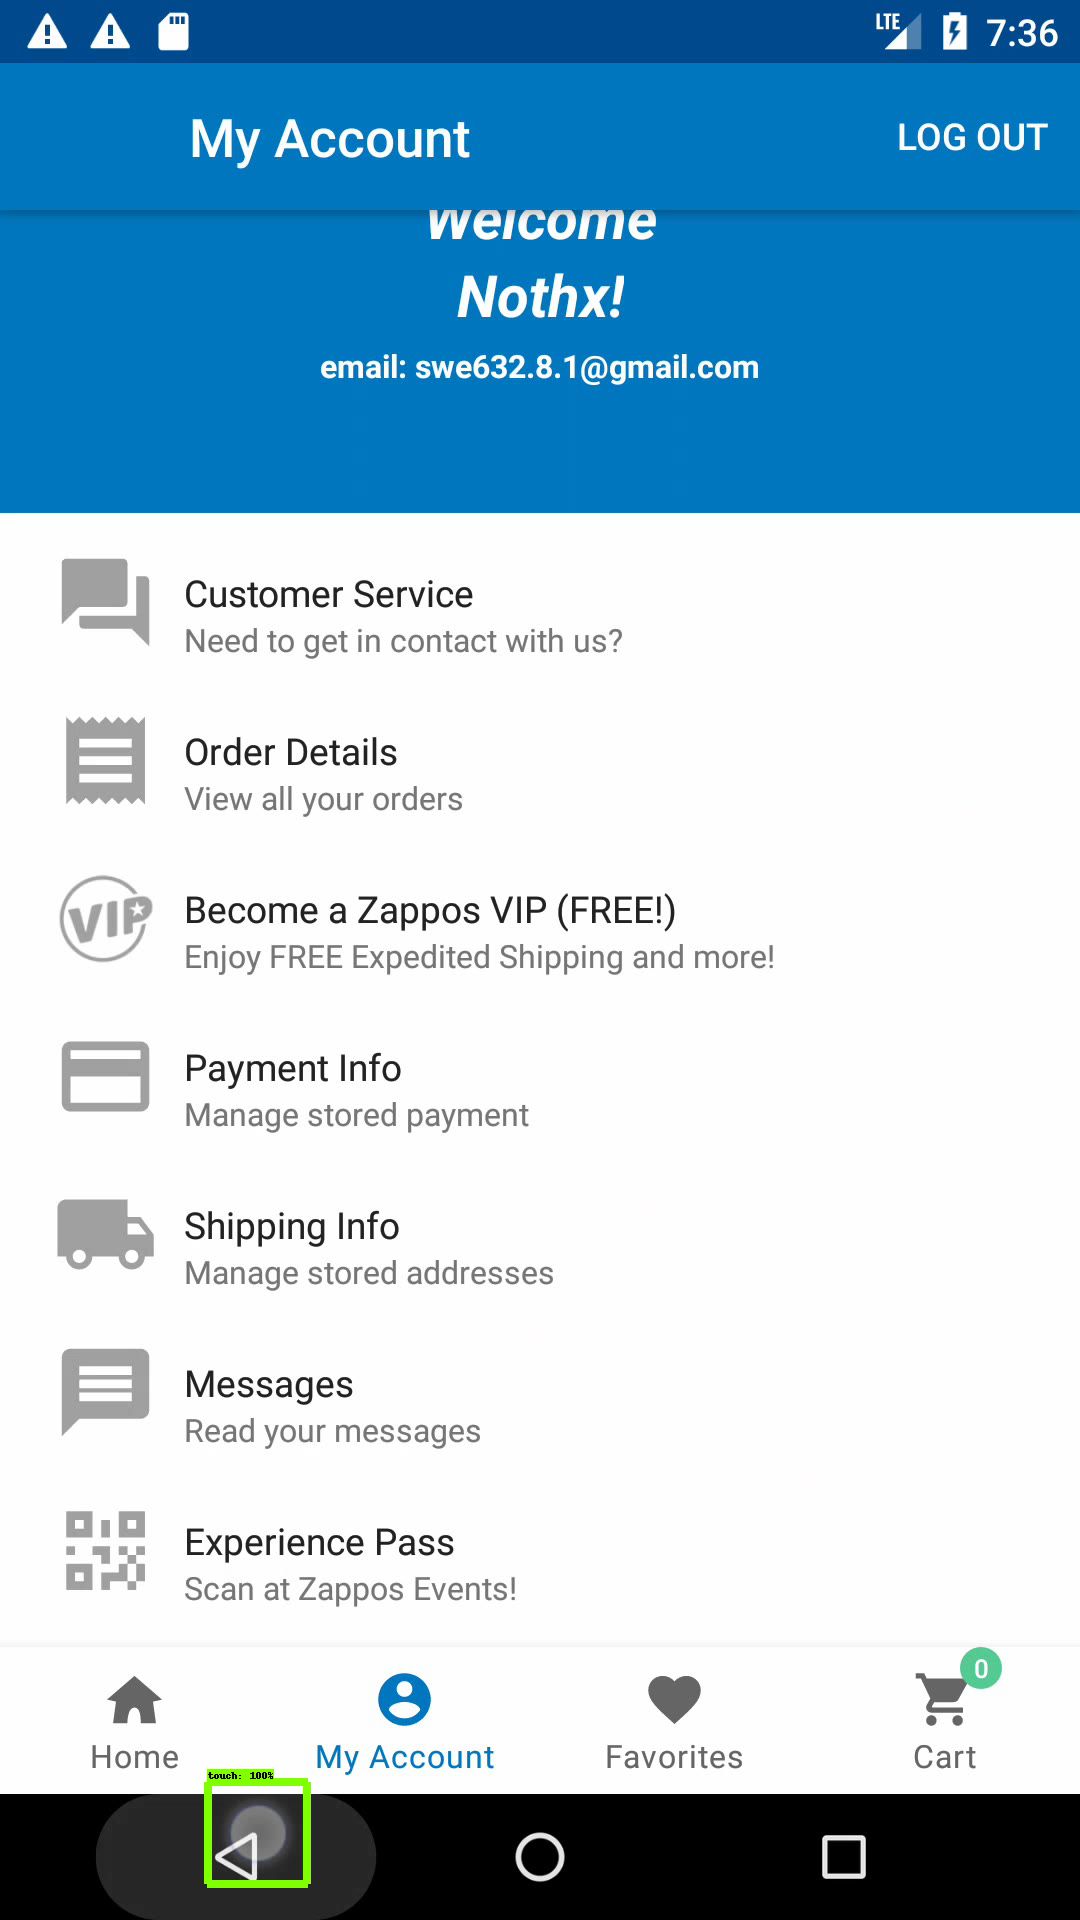 LTE 7:36
My Account LOG OUT
Welcome
Nothx!
email: swe632.8.1@gmail.com
Customer Service
Need to get in contact with us?
Order Details
View all your orders
VIP
Become a Zappos VIP (FREE!)
Enjoy FREE Expedited Shipping and more!
Payment Info
Manage stored payment
Shipping Info
Manage stored addresses
Messages
Read your messages
Experience Pass
Scan at Zappos Events!
0
Home My Account Favorites Cart
touch: 100%